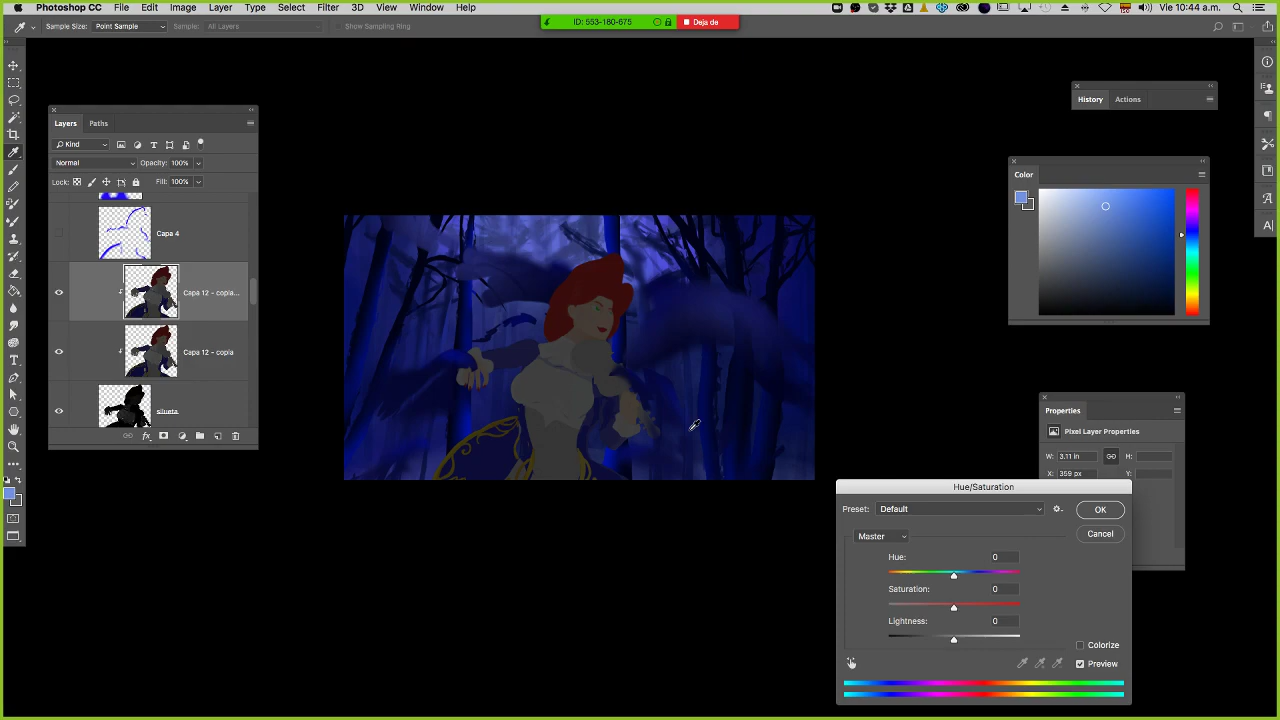 Photoshop CC File Edit Image Layer Type Select Filter 3D View Window Help Vie 10:44 a.m.
ID: 553-180-675 Deja de
Sample Size: Point Sample Sample: All Layers Show Sampling Ring
History Actions
Layers Paths
Kind
Normal Opacity: 100%
Lock: Fill: 100%
Capa 4
Capa 12 - copia...
Capa 12 - copia
silueta
Color
Properties
Pixel Layer Properties
W: 3.11 in H:
X: 359 px Y:
Hue/Saturation
Preset: Default OK
Cancel
Master
Hue: 0
Saturation: 0
Lightness: 0
Colorize
Preview